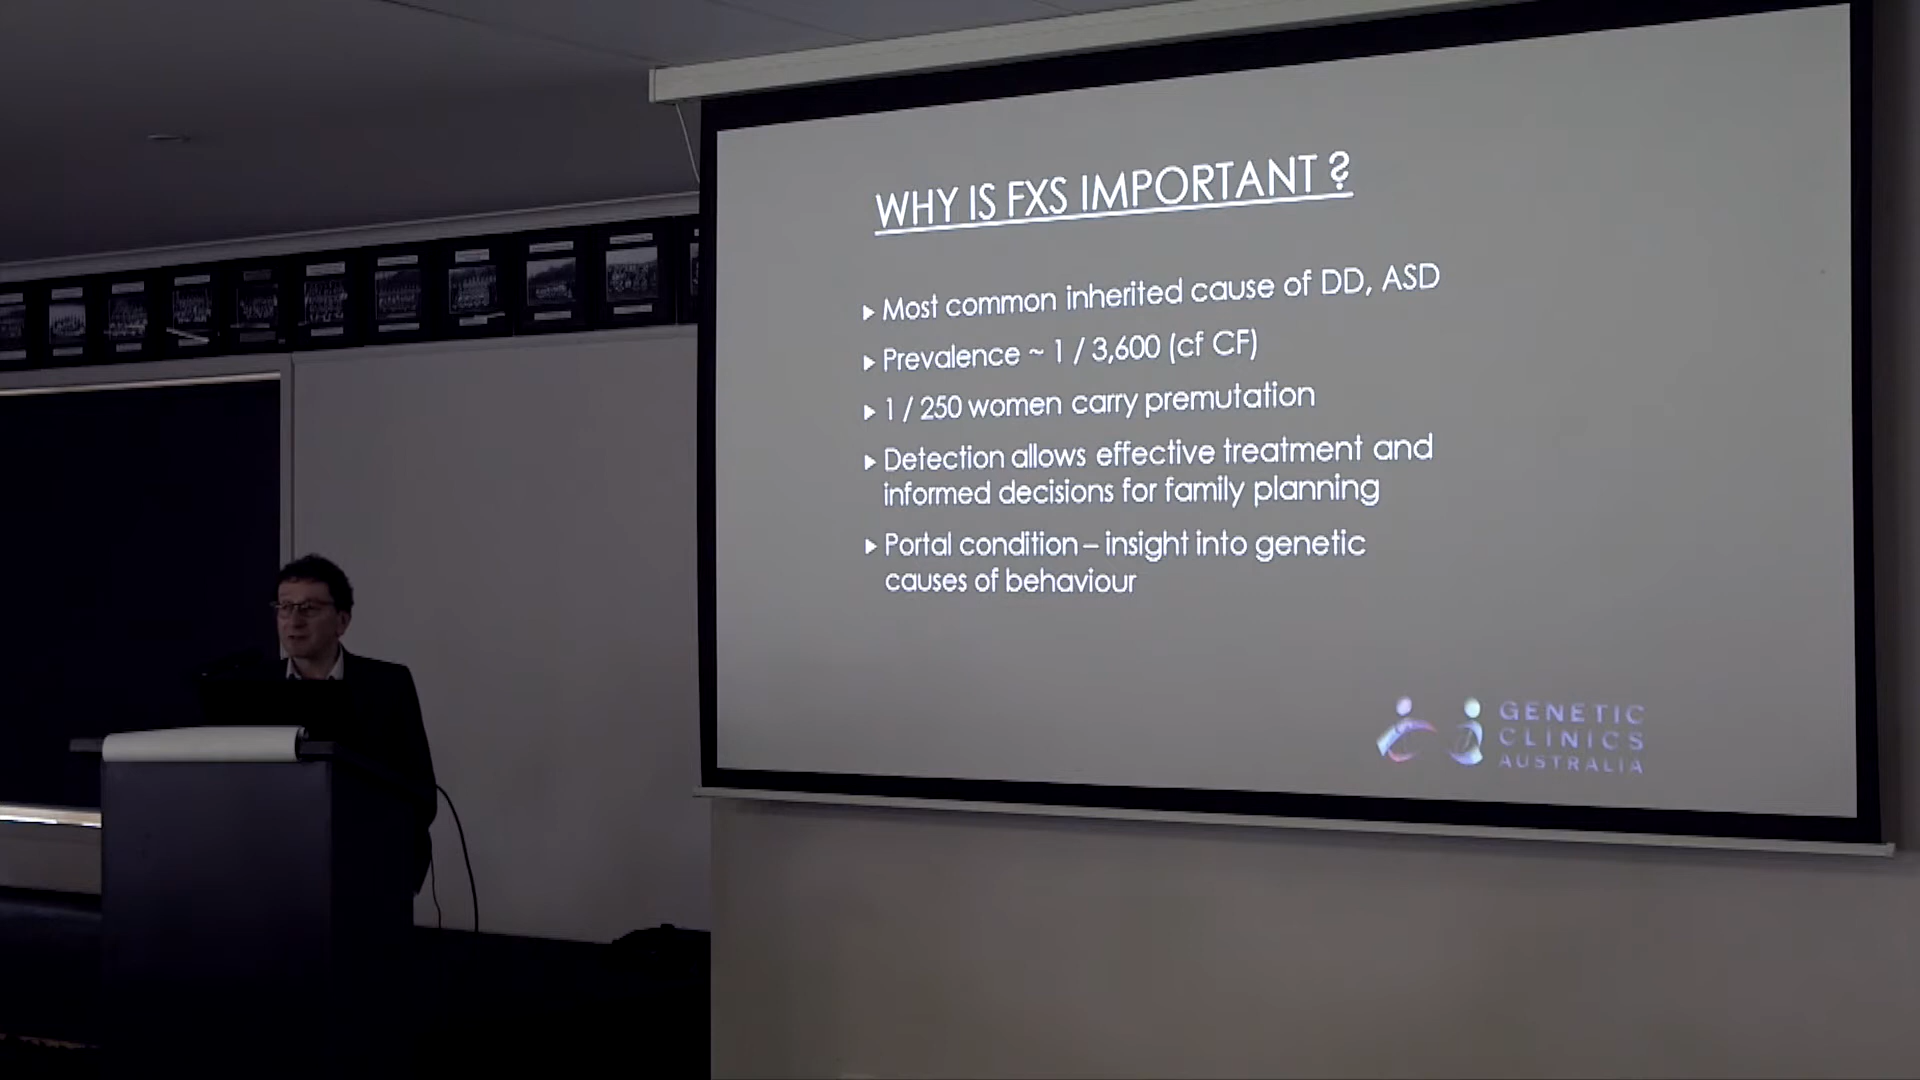 WHY IS FXS IMPORTANT ?
Most common inherited cause of DD, ASD
Prevalence ~ 1 / 3,600 (cf CF)
1 / 250 women carry premutation
Detection allows effective treatment and
informed decisions for family planning
Portal condition – insight into genetic
causes of behaviour
GENETIC
CLINICS
AUSTRALIA